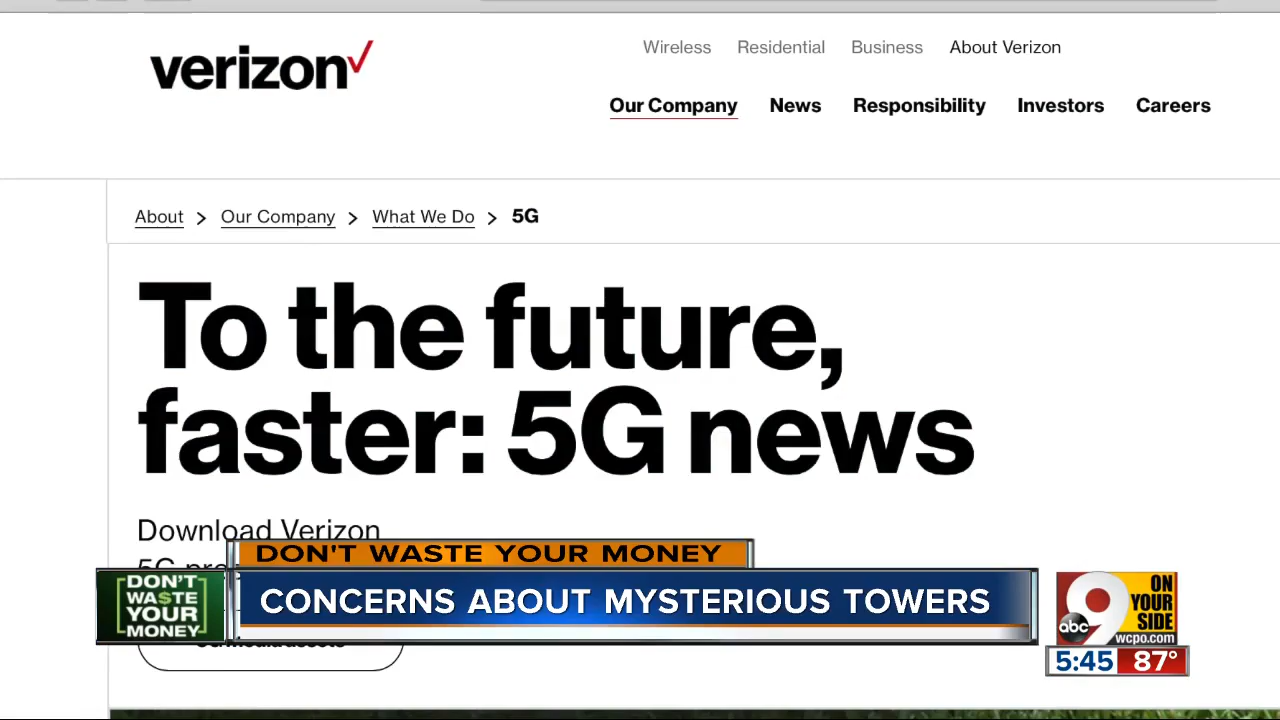 verizon
Wireless Residential Business About Verizon
Our Company News Responsibility Investors Careers
About > Our Company > What We Do > 5G
To the future,
faster: 5G news
Download Verizon
DON'T WASTE YOUR MONEY
CONCERNS ABOUT MYSTERIOUS TOWERS
DON'T
WA$TE
YOUR
MONEY
abc 9
ON
YOUR
SIDE
wcpo.com
5:45 87°